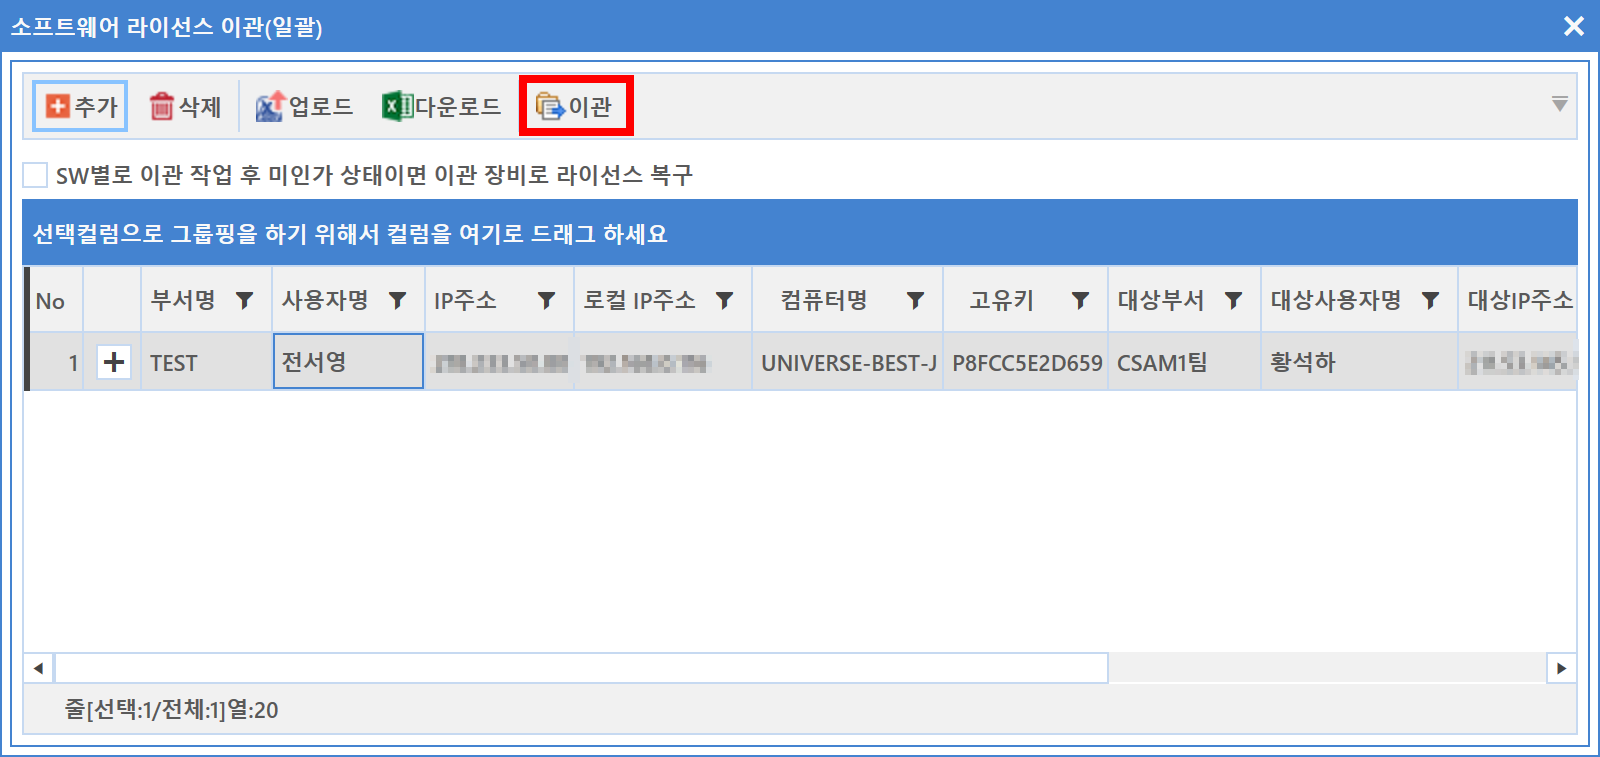 소프트웨어 라이선스 이관(일괄)
추가 삭제 업로드 다운로드 이관
SW별로 이관 작업 후 미인가 상태이면 이관 장비로 라이선스 복구
선택컬럼으로 그룹핑을 하기 위해서 컬럼을 여기로 드래그 하세요
No 부서명 사용자명 IP주소 로컬 IP주소 컴퓨터명 고유키 대상부서 대상사용자명 대상IP주소
1 TEST 전서영 UNIVERSE-BEST-J P8FCC5E2D659 CSAM1팀 황석하
줄[선택:1/전체:1]열:20